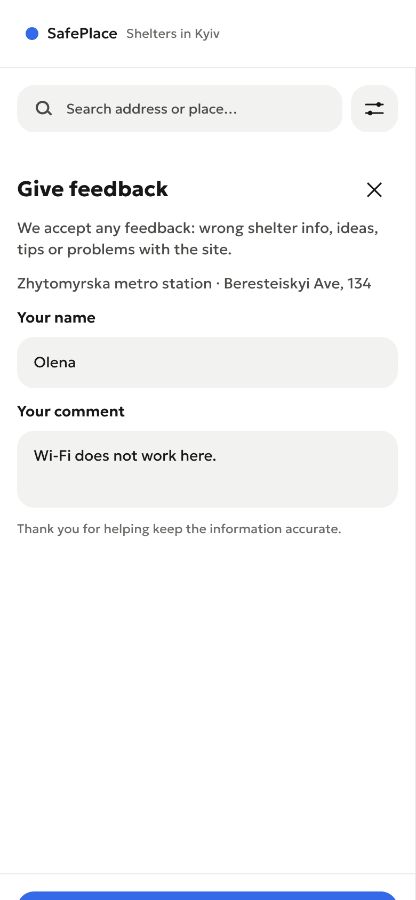 SafePlace Shelters in Kyiv
Search address or place...
Give feedback
We accept any feedback: wrong shelter info, ideas,
tips or problems with the site.
Zhytomyrska metro station · Beresteiskyi Ave, 134
Your name
Olena
Your comment
Wi-Fi does not work here.
Thank you for helping keep the information accurate.